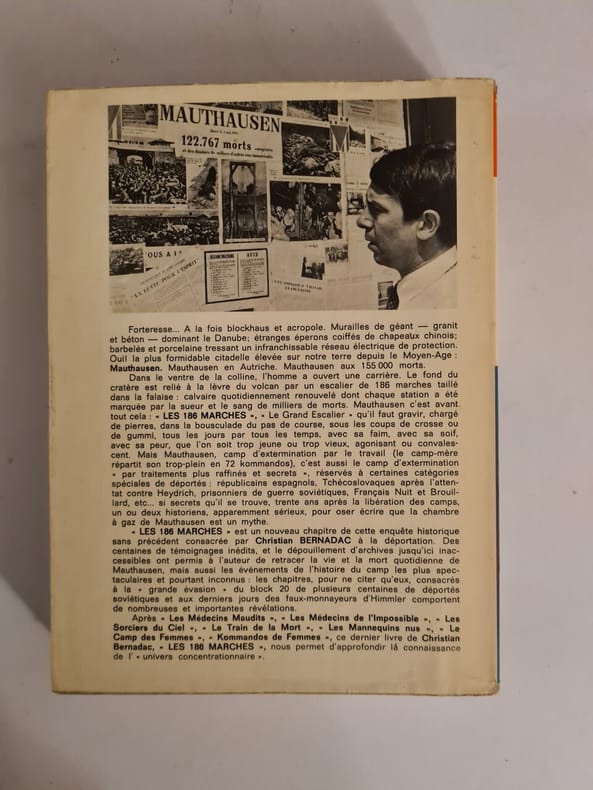 MAUTHAUSEN
122.767 morts
"LA LUTTE POUR L'ESPRIT"
Forteresse... A la fois blockhaus et acropole. Murailles de géant — granit
et béton — dominant le Danube; étranges éperons coiffés de chapeaux chinois;
barbelés et porcelaine tressant un infranchissable réseau électrique de protection.
Oui! la plus formidable citadelle élevée sur notre terre depuis le Moyen-Age :
Mauthausen. Mauthausen en Autriche. Mauthausen aux 155 000 morts.
Dans le ventre de la colline, l'homme a ouvert une carrière. Le fond du
cratère est relié à la lèvre du volcan par un escalier de 186 marches taillé
dans la falaise : calvaire quotidiennement renouvelé dont chaque station a été
marquée par la sueur et le sang de milliers de morts. Mauthausen c'est avant
tout cela : « LES 186 MARCHES », « Le Grand Escalier » qu'il faut gravir, chargé
de pierres, dans la bousculade du pas de course, sous les coups de crosse ou
de gummi, tous les jours par tous les temps, avec sa faim, avec sa soif,
avec sa peur, que l'on soit trop jeune ou trop vieux, agonisant ou convales-
cent. Mais Mauthausen, camp d'extermination par le travail (le camp-mère
répartit son trop-plein en 72 kommandos), c'est aussi le camp d'extermination
« par traitements plus raffinés et secrets », réservés à certaines catégories
spéciales de déportés : républicains espagnols, Tchécoslovaques après l'atten-
tat contre Heydrich, prisonniers de guerre soviétiques, Français Nuit et Brouil-
lard, etc... si secrets qu'il se trouve, trente ans après la libération des camps,
un ou deux historiens, apparemment sérieux, pour oser écrire que la chambre
à gaz de Mauthausen est un mythe.
« LES 186 MARCHES » est un nouveau chapitre de cette enquête historique
sans précédent consacrée par Christian BERNADAC à la déportation. Des
centaines de témoignages inédits, et le dépouillement d'archives jusqu'ici inac-
cessibles ont permis à l'auteur de retracer la vie et la mort quotidienne de
Mauthausen, mais aussi les événements de l'histoire du camp les plus spec-
taculaires et pourtant inconnus : les chapitres, pour ne citer qu'eux, consacrés
à la « grande évasion » du block 20 de plusieurs centaines de déportés
soviétiques et aux derniers jours des faux-monnayeurs d'Himmler comportent
de nombreuses et importantes révélations.
Après « Les Médecins Maudits », « Les Médecins de l'Impossible », « Les
Sorciers du Ciel », « Le Train de la Mort », « Les Mannequins nus », « Le
Camp des Femmes », « Kommandos de Femmes », ce dernier livre de Christian
Bernadac, « LES 186 MARCHES », nous permet d'approfondir la connaissance
de l'« univers concentrationnaire ».